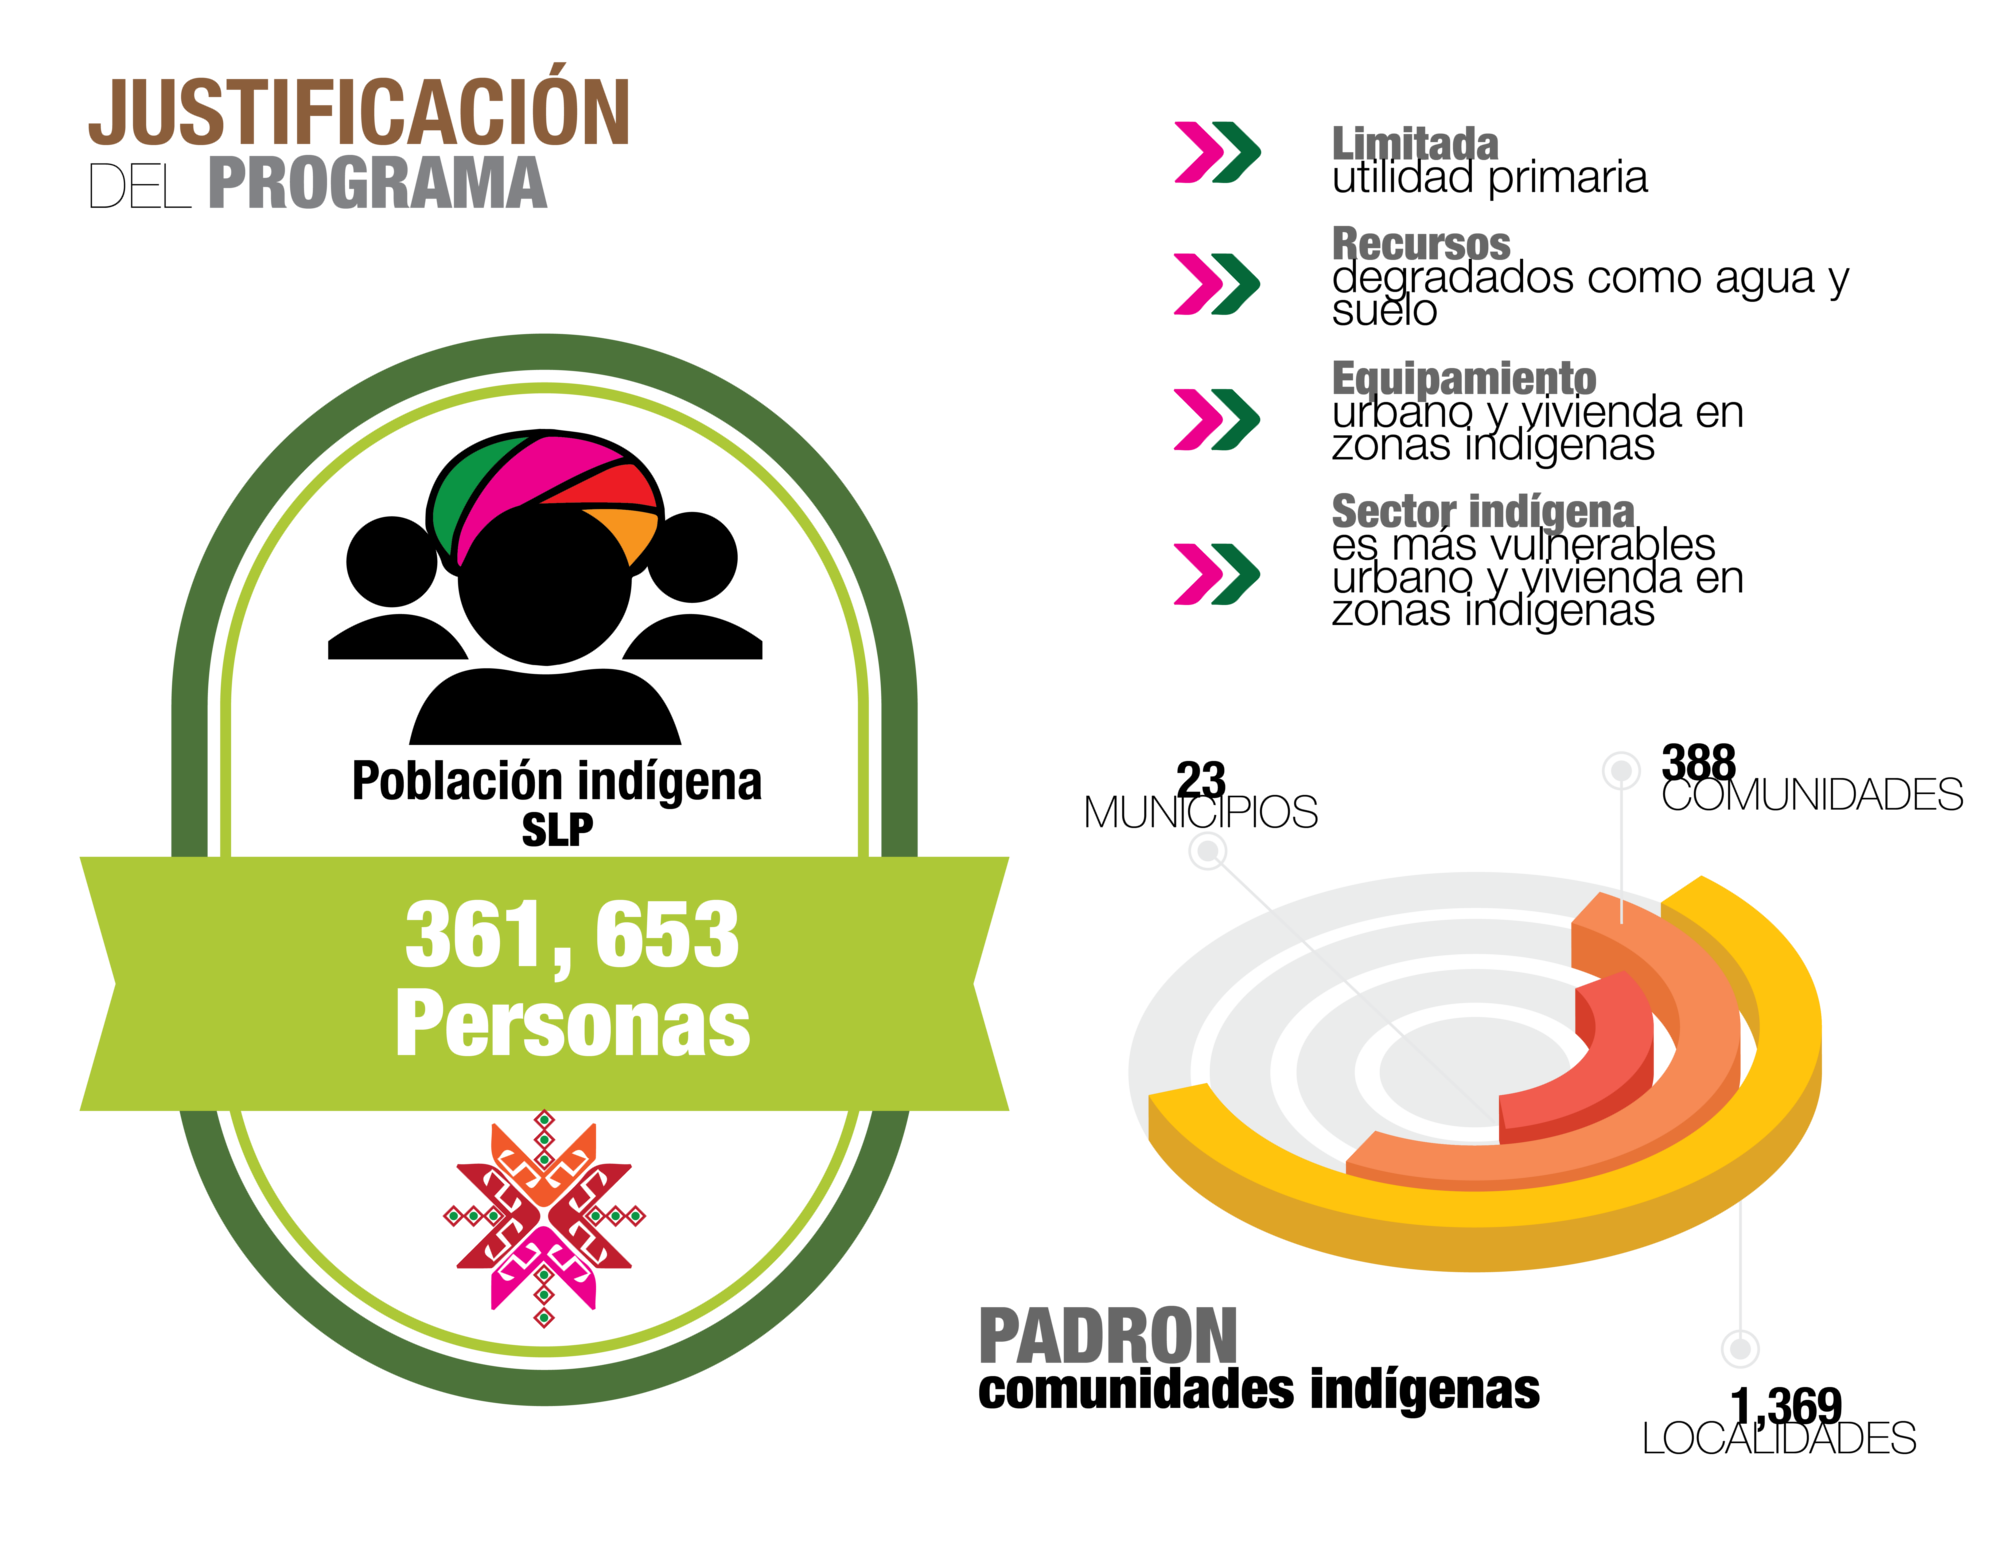 JUSTIFICACIÓN
DEL PROGRAMA
Población indígena
SLP
361, 653
Personas
Limitada
utilidad primaria
Recursos
degradados como agua y
suelo
Equipamiento
urbano y vivienda en
zonas indígenas
Sector indígena
es más vulnerables
urbano y vivienda en
zonas indígenas
23
MUNICIPIOS
388
COMUNIDADES
PADRON
comunidades indígenas
1,369
LOCALIDADES